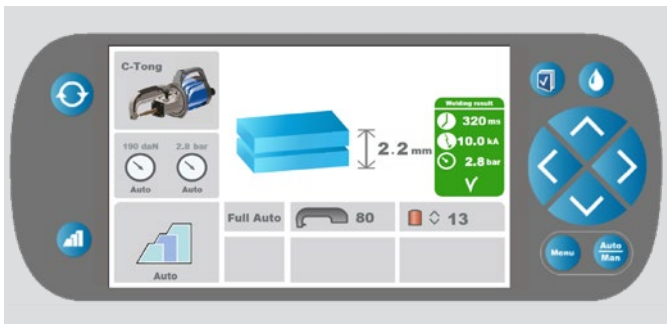 C-Tong
190 daN 2.8 bar
Auto Auto
2.2 mm
Welding result
320 ms
10.0 kA
2.8 bar
Full Auto 80 13
Auto
Menu
Auto
Man